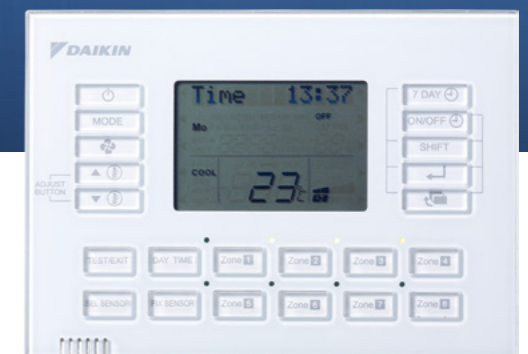 DAIKIN
MODE
ADJUST
BUTTON
Time 13:37
Mo OFF
COOL 23°C
7 DAY
ON/OFF
SHIFT
TEST/EXIT DAY TIME Zone 1 Zone 2 Zone 3 Zone 4
SEL SENSOR Zone 5 Zone 6 Zone 7 Zone 8